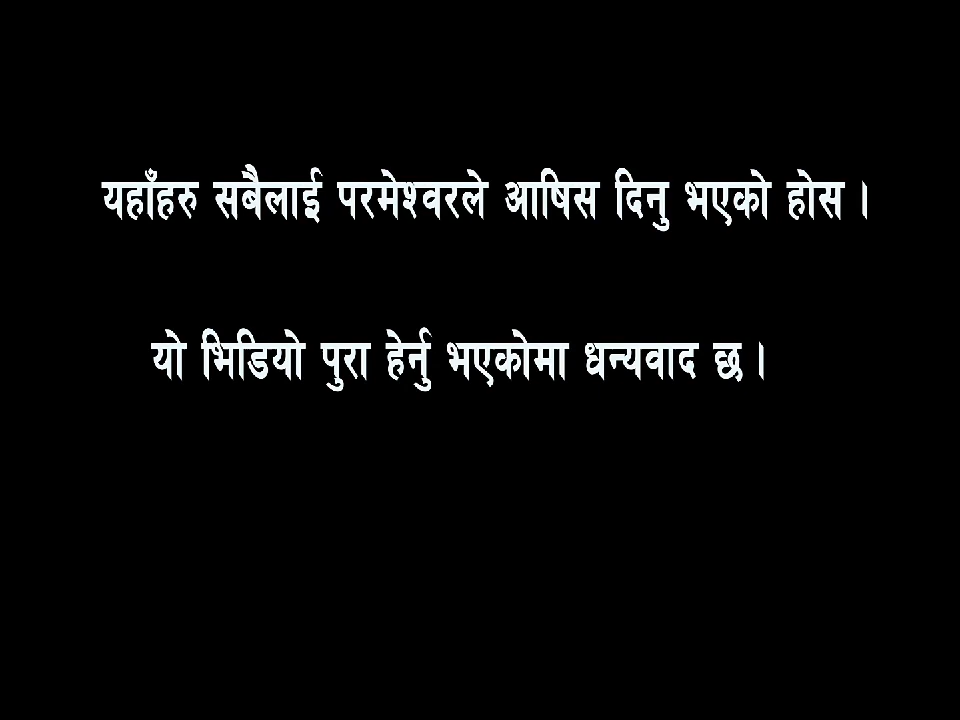 यहाँहरु सबैलाई परमेश्वरले आषिस दिनु भएको होस ।
यो भिडियो पुरा हेर्नु भएकोमा धन्यवाद छ ।